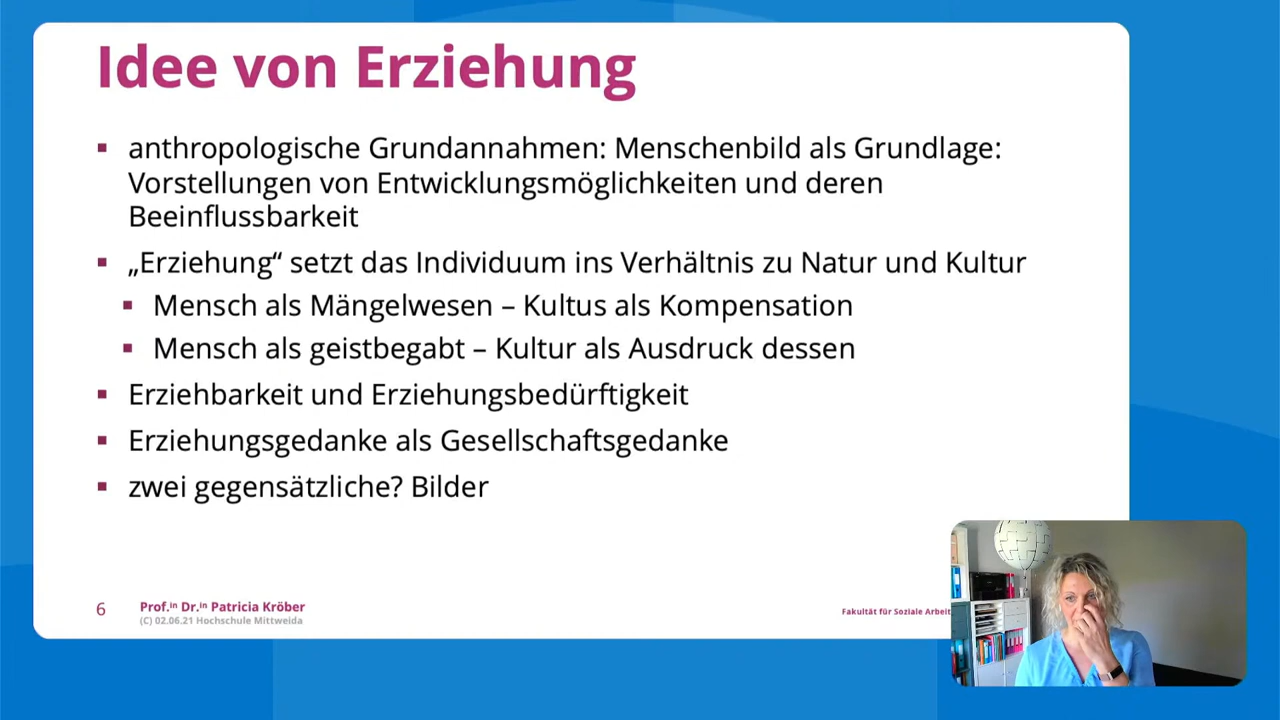 Idee von Erziehung
anthropologische Grundannahmen: Menschenbild als Grundlage:
Vorstellungen von Entwicklungsmöglichkeiten und deren
Beeinflussbarkeit
„Erziehung“ setzt das Individuum ins Verhältnis zu Natur und Kultur
Mensch als Mängelwesen – Kultus als Kompensation
Mensch als geistbegabt – Kultur als Ausdruck dessen
Erziehbarkeit und Erziehungsbedürftigkeit
Erziehungsgedanke als Gesellschaftsgedanke
zwei gegensätzliche? Bilder
6
Prof.ⁱⁿ Dr.ⁱⁿ Patricia Kröber
(C) 02.06.21 Hochschule Mittweida
Fakultät für Soziale Arbeit